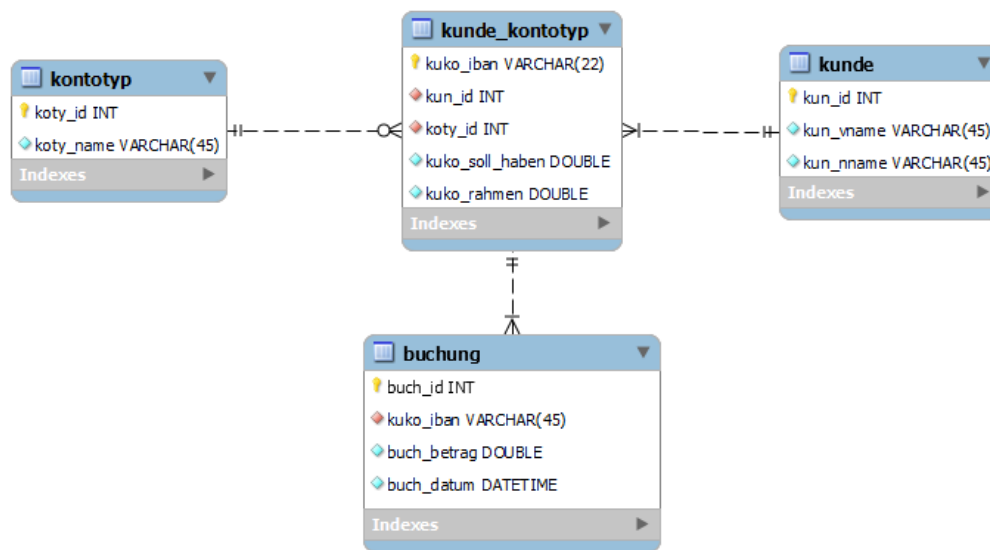 kontotyp
koty_id INT
koty_name VARCHAR(45)
Indexes
kunde_kontotyp
kuko_iban VARCHAR(22)
kun_id INT
koty_id INT
kuko_soll_haben DOUBLE
kuko_rahmen DOUBLE
Indexes
kunde
kun_id INT
kun_vname VARCHAR(45)
kun_nname VARCHAR(45)
Indexes
buchung
buch_id INT
kuko_iban VARCHAR(45)
buch_betrag DOUBLE
buch_datum DATETIME
Indexes